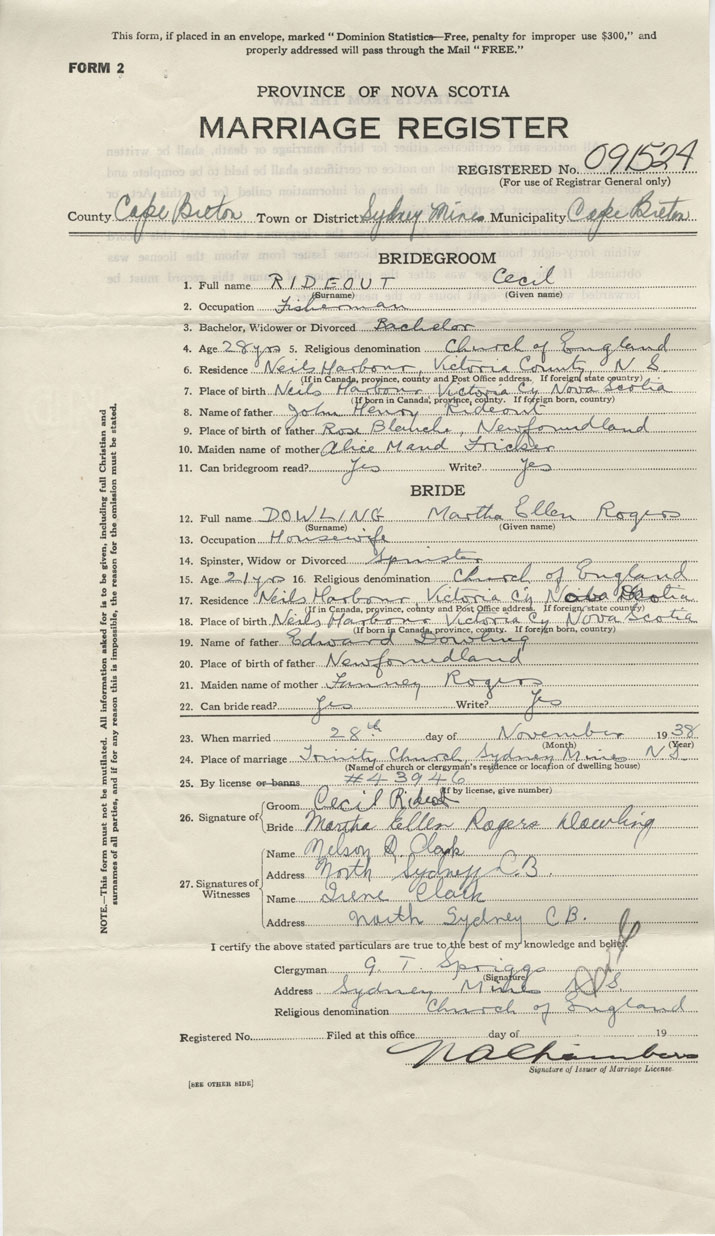 This form, if placed in an envelope, marked "Dominion Statistics—Free, penalty for improper use $300," and
properly addressed will pass through the Mail "FREE."
FORM 2
PROVINCE OF NOVA SCOTIA
MARRIAGE REGISTER
REGISTERED No. 091524
(For use of Registrar General only)
County Cape Breton Town or District Sydney Mines Municipality Cape Breton
BRIDEGROOM
1. Full name RIDEOUT Cecil
(Surname) (Given name)
2. Occupation Fisherman
3. Bachelor, Widower or Divorced Bachelor
4. Age 28 yrs 5. Religious denomination Church of England
6. Residence Neils Harbour, Victoria County, N S.
(If in Canada, province, county and Post Office address. If foreign, state country)
7. Place of birth Neils Harbour Victoria Cy Nova Scotia
(If born in Canada, province, county. If foreign born, country)
8. Name of father John Henry Rideout
9. Place of birth of father Rose Blanche, Newfoundland
10. Maiden name of mother Alice Maud Fricker
11. Can bridegroom read? Yes Write? Yes
BRIDE
12. Full name DOWLING Martha Ellen Rogers
(Surname) (Given name)
13. Occupation Housewife
14. Spinster, Widow or Divorced Spinster
15. Age 21 yrs 16. Religious denomination Church of England
17. Residence Neils Harbour, Victoria Cy Nova Scotia
(If in Canada, province, county and Post Office address. If foreign state country)
18. Place of birth Neils Harbour Victoria Cy Nova Scotia
(If born in Canada, province, county. If foreign born, country)
19. Name of father Edward Dowling
20. Place of birth of father Newfoundland
21. Maiden name of mother Fanney Rogers
22. Can bride read? Yes Write? Yes
23. When married 28th day of November 1938
(Month) (Year)
24. Place of marriage Trinity Church Sydney Mines N S.
(Name of church or clergyman's residence or location of dwelling house)
25. By license or banns #43946
(If by license, give number)
26. Signature of
Groom Cecil Rideout
Bride Martha Ellen Rogers Dowling
27. Signatures of Witnesses
Name Nelson D. Clark
Address North Sydney C.B.
Name Irene Clark
Address North Sydney C B.
I certify the above stated particulars are true to the best of my knowledge and belief.
Clergyman G. T. Spriggs
(Signature)
Address Sydney Mines N S
Religious denomination Church of England
Registered No. Filed at this office day of 19
N A Chambers
Signature of Issuer of Marriage License.
[SEE OTHER SIDE]
NOTE.—This form must not be mutilated. All information asked for is to be given, including full Christian and
surnames of all parties, and if for any reason this is impossible, the reason for the omission must be stated.